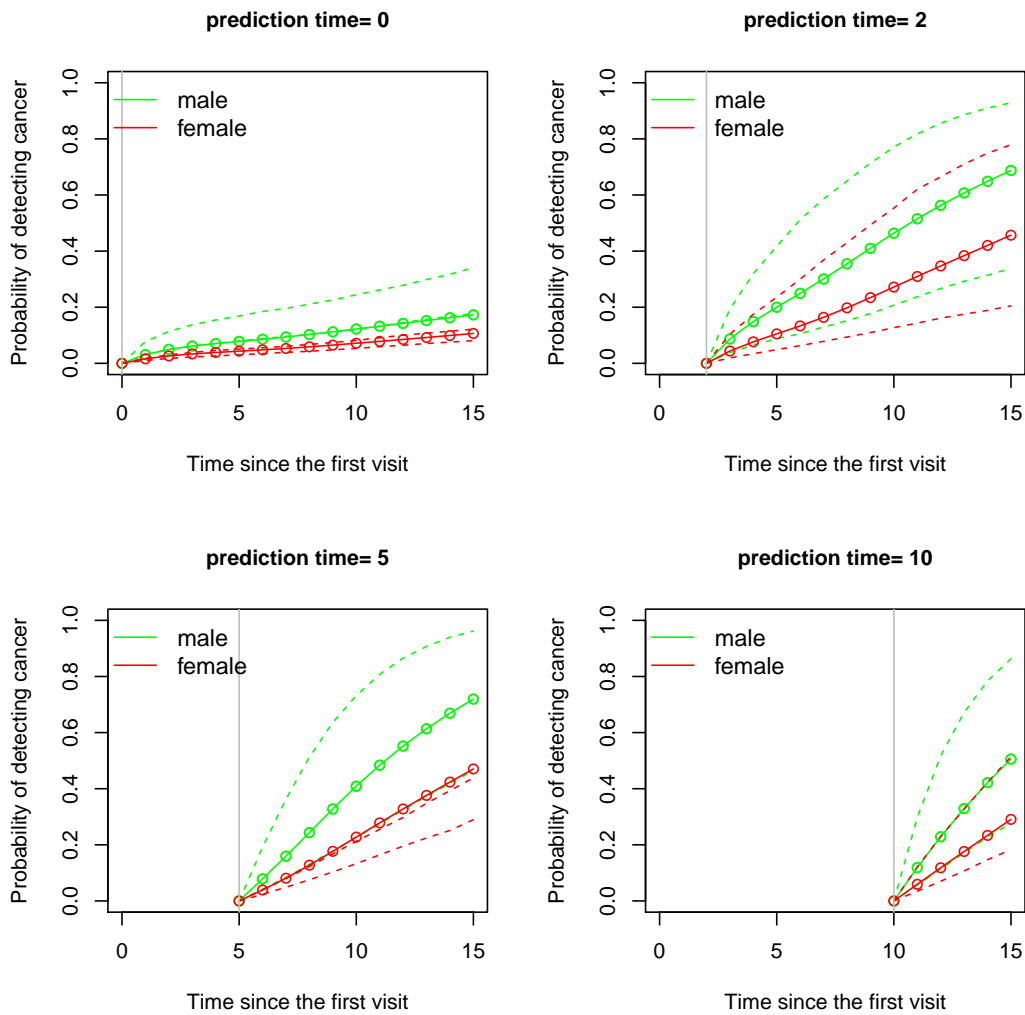 prediction time= 0
Probability of detecting cancer
1.0
0.8
0.6
0.4
0.2
0.0
male
female
0 5 10 15
Time since the first visit
prediction time= 2
Probability of detecting cancer
1.0
0.8
0.6
0.4
0.2
0.0
male
female
0 5 10 15
Time since the first visit
prediction time= 5
Probability of detecting cancer
1.0
0.8
0.6
0.4
0.2
0.0
male
female
0 5 10 15
Time since the first visit
prediction time= 10
Probability of detecting cancer
1.0
0.8
0.6
0.4
0.2
0.0
male
female
0 5 10 15
Time since the first visit